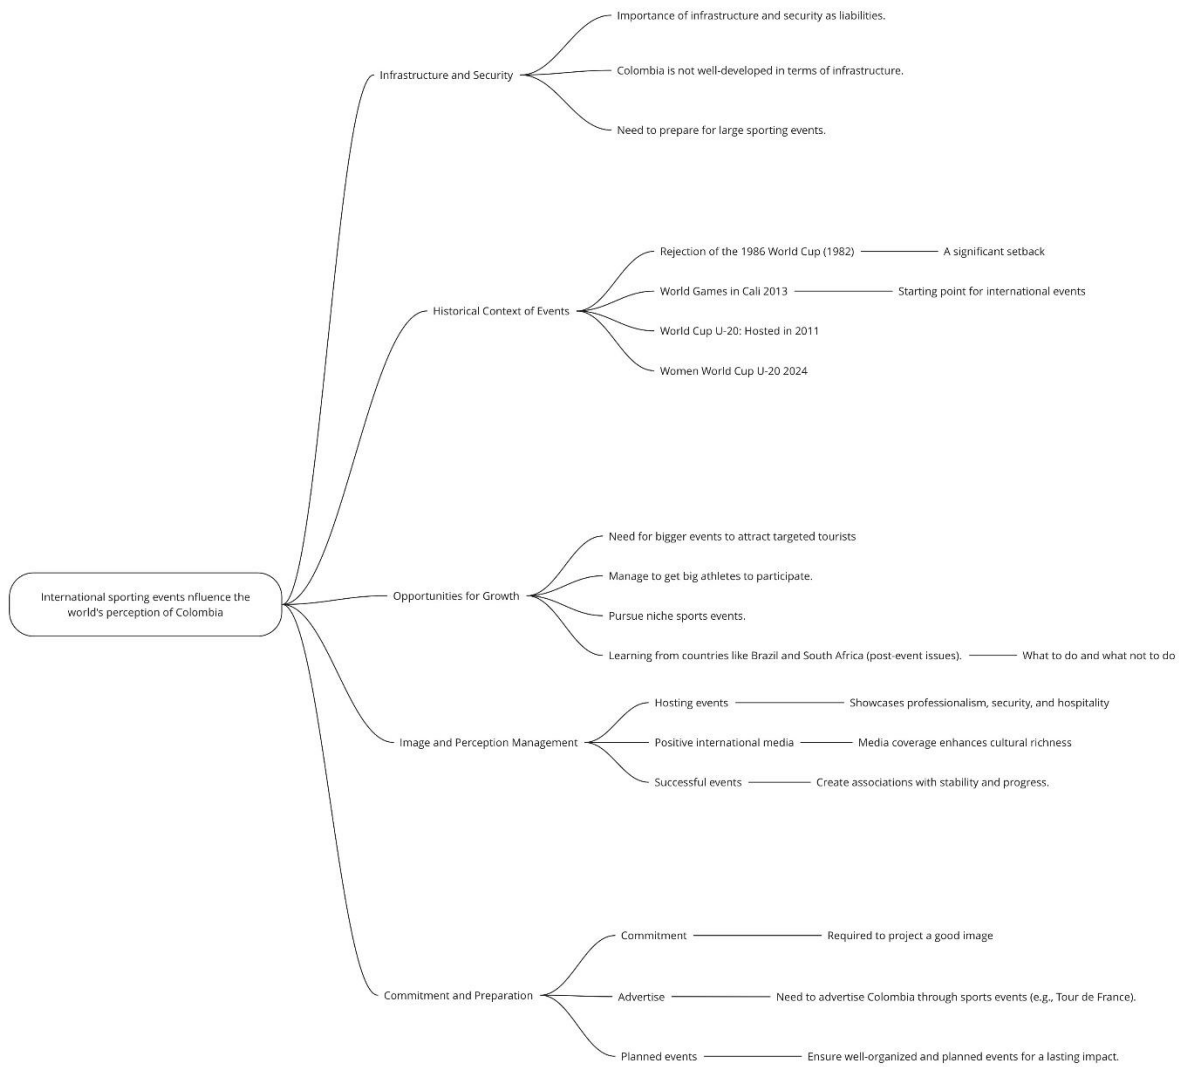 International sporting events nfluence the
world's perception of Colombia
Infrastructure and Security
Importance of infrastructure and security as liabilities.
Colombia is not well-developed in terms of infrastructure.
Need to prepare for large sporting events.
Historical Context of Events
Rejection of the 1986 World Cup (1982)
A significant setback
World Games in Cali 2013
Starting point for international events
World Cup U-20: Hosted in 2011
Women World Cup U-20 2024
Opportunities for Growth
Need for bigger events to attract targeted tourists
Manage to get big athletes to participate.
Pursue niche sports events.
Learning from countries like Brazil and South Africa (post-event issues).
What to do and what not to do
Image and Perception Management
Hosting events
Showcases professionalism, security, and hospitality
Positive international media
Media coverage enhances cultural richness
Successful events
Create associations with stability and progress.
Commitment and Preparation
Commitment
Required to project a good image
Advertise
Need to advertise Colombia through sports events (e.g., Tour de France).
Planned events
Ensure well-organized and planned events for a lasting impact.